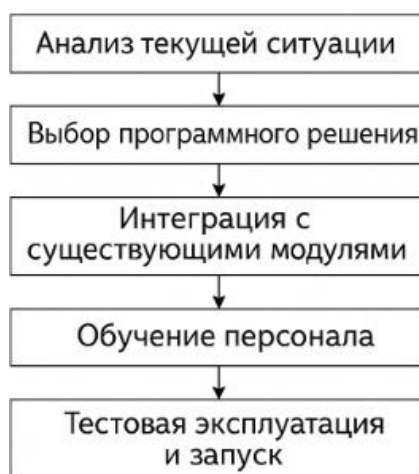 Анализ текущей ситуации
Выбор программного решения
Интеграция с
существующими модулями
Обучение персонала
Тестовая эксплуатация
и запуск